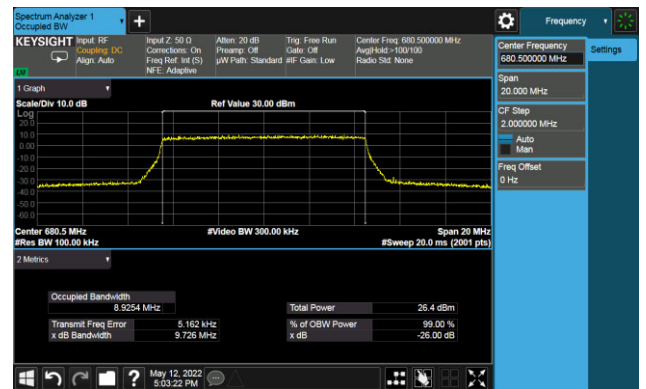 Spectrum Analyzer 1
Occupied BW
Frequency
KEYSIGHT
Input: RF
Coupling: DC
Align: Auto
Input Z: 50 Ω
Corrections: On
Freq Ref: Int (S)
NFE: Adaptive
Atten: 20 dB
Preamp: Off
µW Path: Standard
Trig: Free Run
Gate: Off
#IF Gain: Low
Center Freq: 680.500000 MHz
Avg|Hold:>100/100
Radio Std: None
Center Frequency
680.500000 MHz
Settings
Span
20.000 MHz
CF Step
2.000000 MHz
Auto
Man
Freq Offset
0 Hz
1 Graph
Scale/Div 10.0 dB
Ref Value 30.00 dBm
Log
20.0
10.0
0.00
-10.0
-20.0
-30.0
-40.0
-50.0
-60.0
Center 680.5 MHz
#Video BW 300.00 kHz
Span 20 MHz
#Res BW 100.00 kHz
#Sweep 20.0 ms (2001 pts)
2 Metrics
Occupied Bandwidth
8.9254 MHz
Total Power
26.4 dBm
Transmit Freq Error
5.162 kHz
% of OBW Power
99.00 %
x dB Bandwidth
9.726 MHz
x dB
-26.00 dB
May 12, 2022
5:03:22 PM